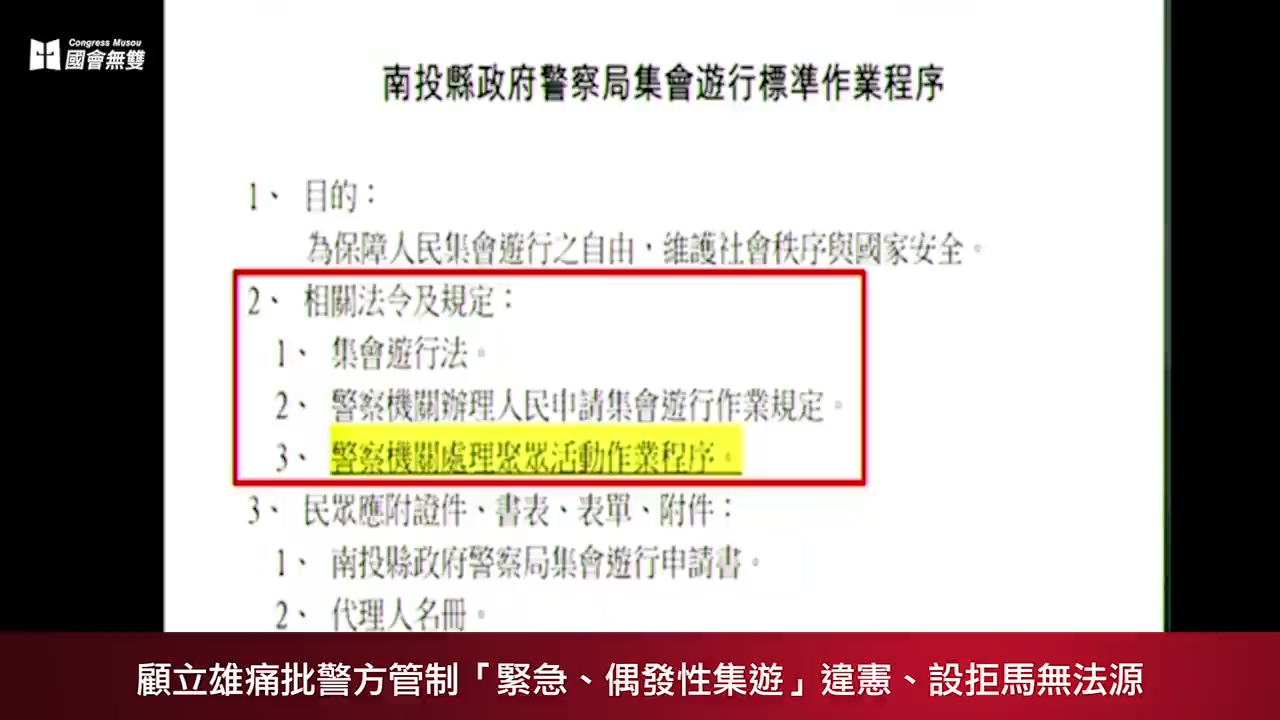 Congress Musou
國會無雙
南投縣政府警察局集會遊行標準作業程序
1、 目的：
為保障人民集會遊行之自由，維護社會秩序與國家安全。
2、 相關法令及規定：
1、 集會遊行法。
2、 警察機關辦理人民申請集會遊行作業規定。
3、 警察機關處理聚眾活動作業程序。
3、 民眾應附證件、書表、表單、附件：
1、 南投縣政府警察局集會遊行申請書。
2、 代理人名冊。
顧立雄痛批警方管制「緊急、偶發性集遊」違憲、設拒馬無法源